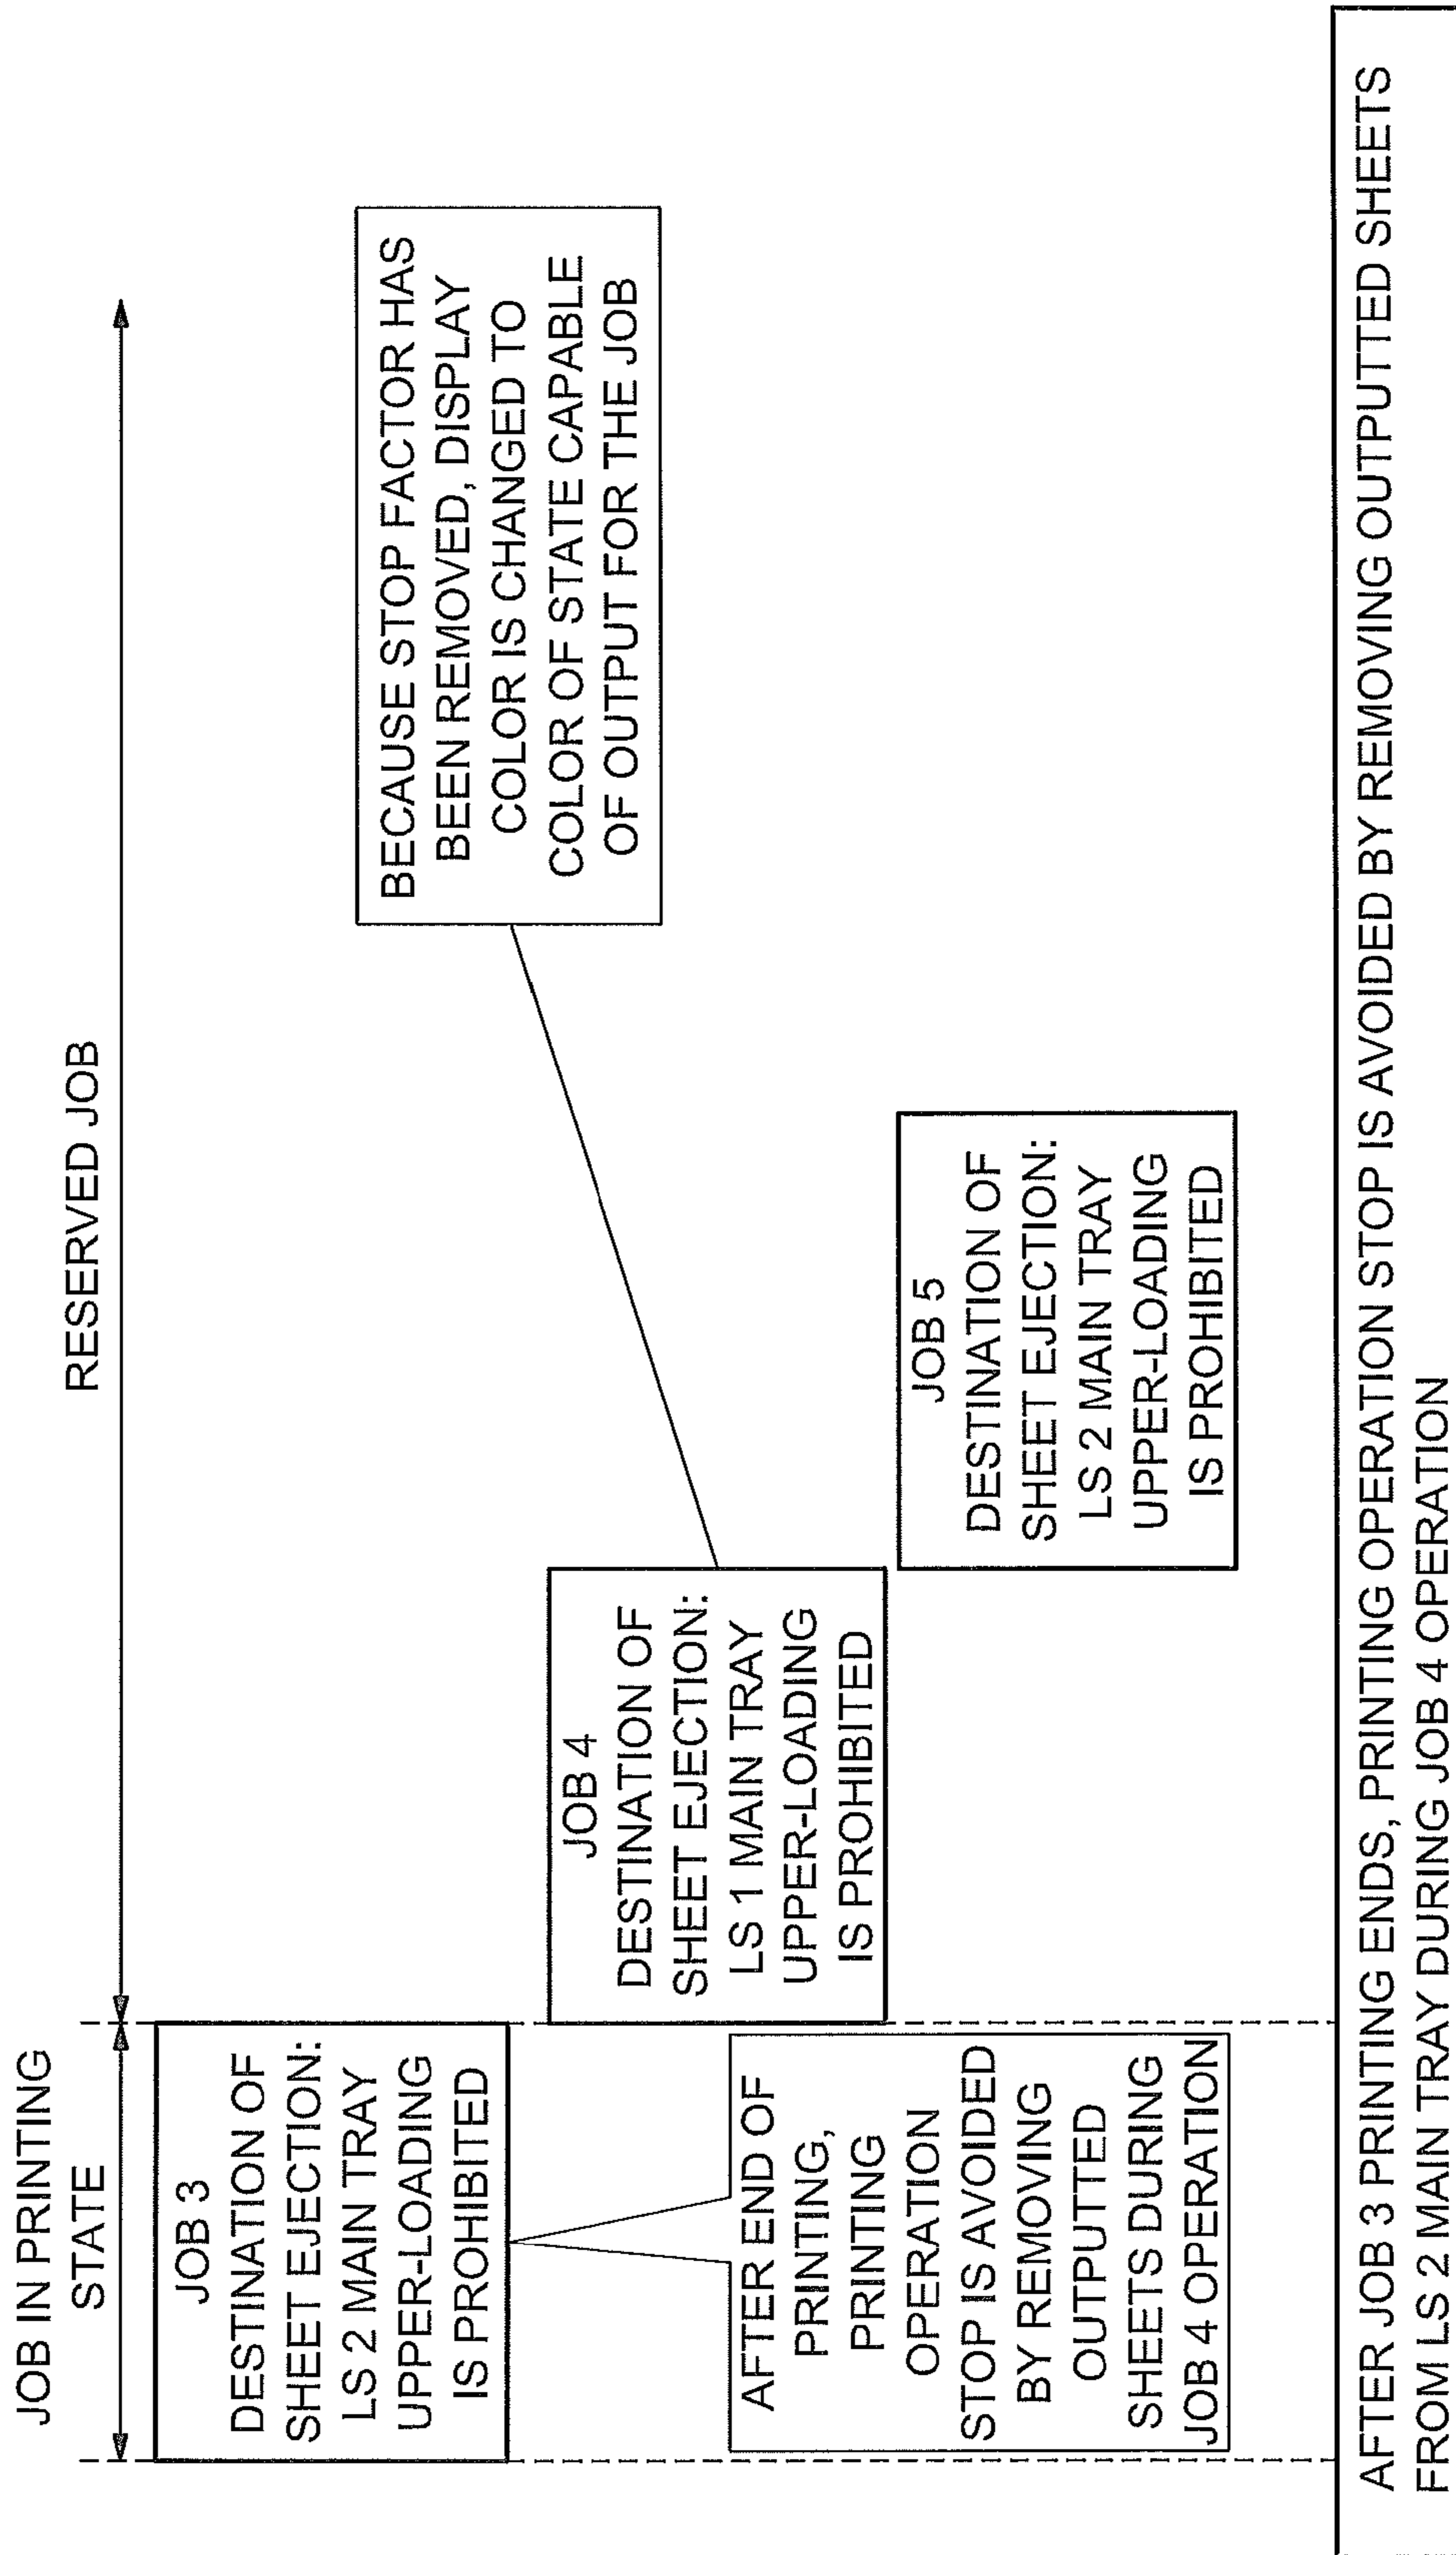 JOB IN PRINTING
STATE
RESERVED JOB
JOB 3
DESTINATION OF
SHEET EJECTION:
LS 2 MAIN TRAY
UPPER-LOADING
IS PROHIBITED
BECAUSE STOP FACTOR HAS
BEEN REMOVED, DISPLAY
COLOR IS CHANGED TO
COLOR OF STATE CAPABLE
OF OUTPUT FOR THE JOB
JOB 4
DESTINATION OF
SHEET EJECTION:
LS 1 MAIN TRAY
UPPER-LOADING
IS PROHIBITED
AFTER END OF
PRINTING,
PRINTING
OPERATION
STOP IS AVOIDED
BY REMOVING
OUTPUTTED
SHEETS DURING
JOB 4 OPERATION
JOB 5
DESTINATION OF
SHEET EJECTION:
LS 2 MAIN TRAY
UPPER-LOADING
IS PROHIBITED
AFTER JOB 3 PRINTING ENDS, PRINTING OPERATION STOP IS AVOIDED BY REMOVING OUTPUTTED SHEETS
FROM LS 2 MAIN TRAY DURING JOB 4 OPERATION